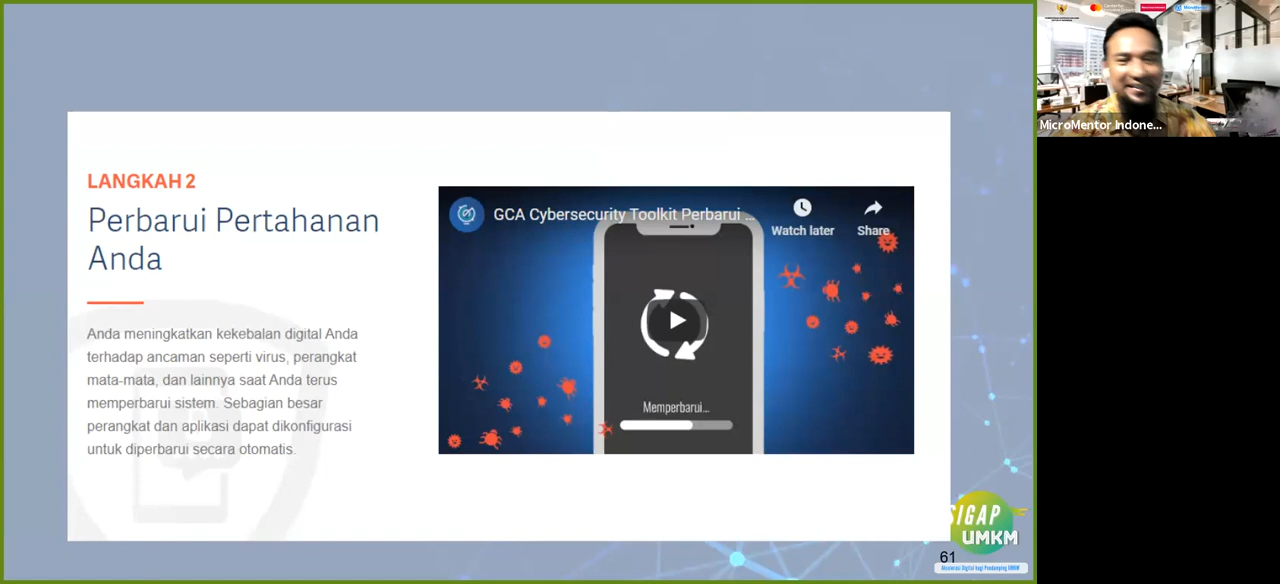 LANGKAH 2
Perbarui Pertahanan
Anda
Anda meningkatkan kekebalan digital Anda
terhadap ancaman seperti virus, perangkat
mata-mata, dan lainnya saat Anda terus
memperbarui sistem. Sebagian besar
perangkat dan aplikasi dapat dikonfigurasi
untuk diperbarui secara otomatis.
GCA Cybersecurity Toolkit Perbarui ...
Watch later
Share
Memperbarui...
MicroMentor Indone...
SIGAP
UMKM
61
Akselerasi Digital bagi Pendamping UMKM